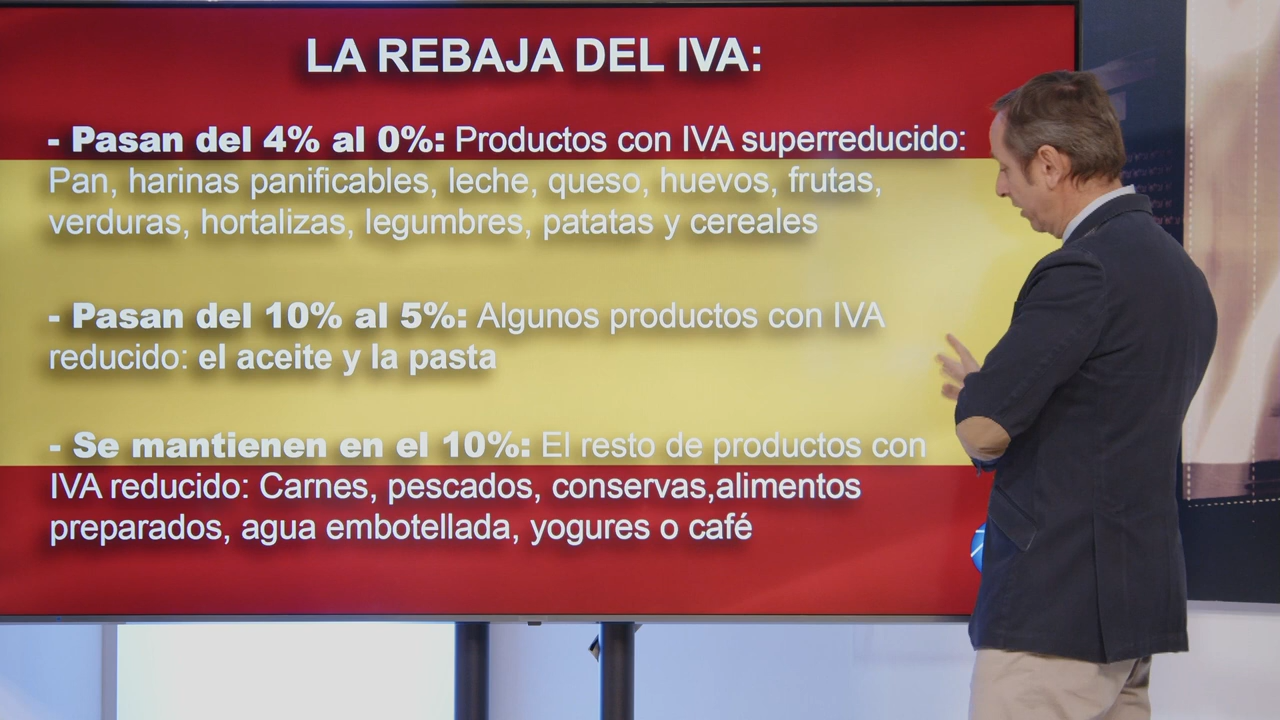 LA REBAJA DEL IVA:
- Pasan del 4% al 0%: Productos con IVA superreducido:
Pan, harinas panificables, leche, queso, huevos, frutas,
verduras, hortalizas, legumbres, patatas y cereales
- Pasan del 10% al 5%: Algunos productos con IVA
reducido: el aceite y la pasta
- Se mantienen en el 10%: El resto de productos con
IVA reducido: Carnes, pescados, conservas,alimentos
preparados, agua embotellada, yogures o café